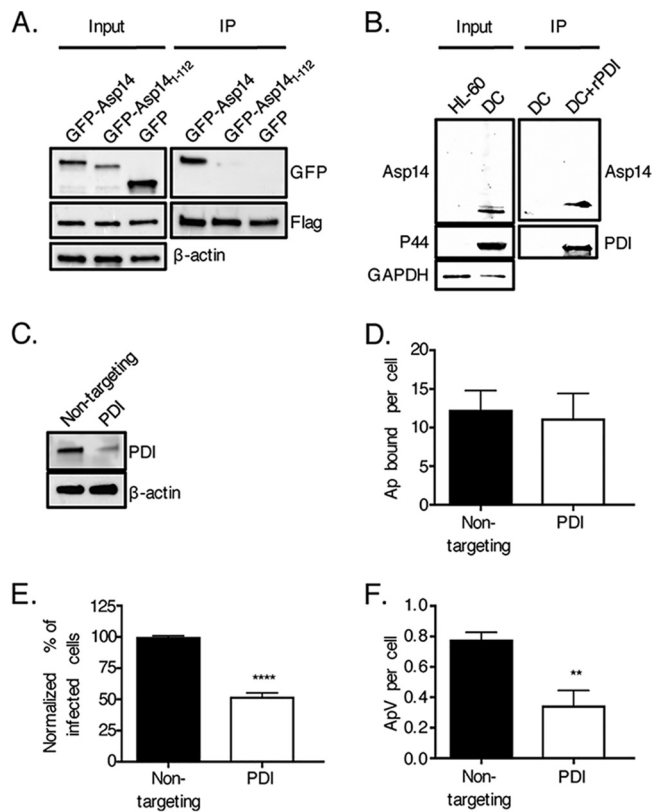 A.
Input
IP
GFP-Asp14
GFP-Asp14₁₋₁₁₂
GFP
GFP-Asp14
GFP-Asp14₁₋₁₁₂
GFP
GFP
Flag
β-actin
B.
Input
IP
HL-60
DC
DC
DC+rPDI
Asp14
Asp14
P44
PDI
GAPDH
C.
Non-targeting
PDI
PDI
β-actin
D.
Ap bound per cell
20
15
10
5
0
Non-
targeting
PDI
E.
Normalized % of
infected cells
125
100
75
50
25
0
****
Non-
targeting
PDI
F.
ApV per cell
1.0
0.8
0.6
0.4
0.2
0.0
**
Non-
targeting
PDI